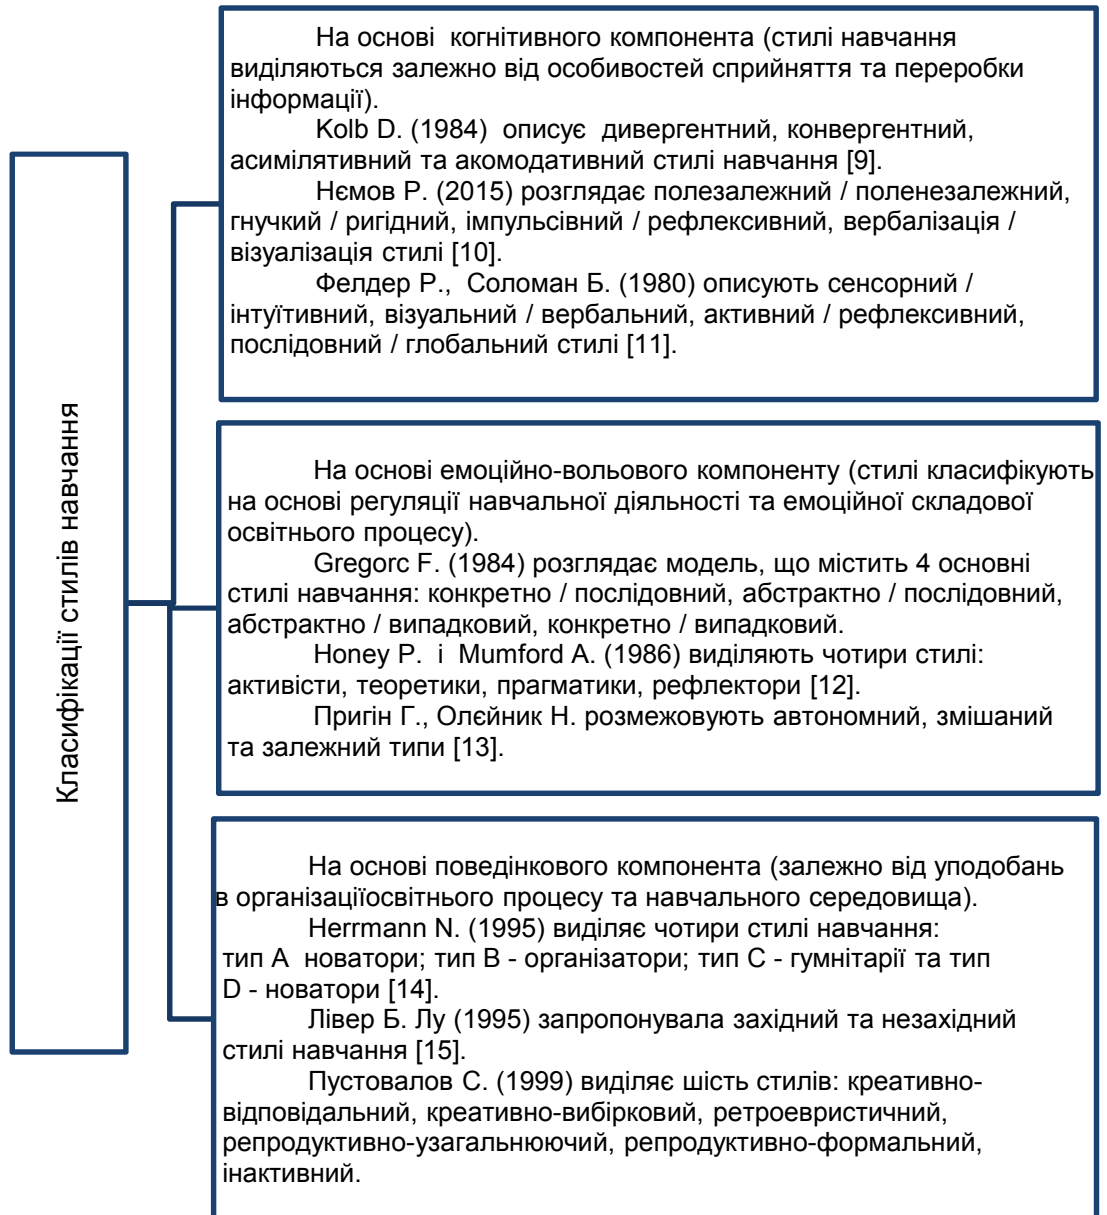 Класифікації стилів навчання
На основі когнітивного компонента (стилі навчання
виділяються залежно від особливостей сприйняття та переробки
інформації).
Kolb D. (1984) описує дивергентний, конвергентний,
асимілятивний та акомодативний стилі навчання [9].
Нємов Р. (2015) розглядає полезалежний / поленезалежний,
гнучкий / ригідний, імпульсівний / рефлексивний, вербалізація /
візуалізація стилі [10].
Фелдер Р., Соломан Б. (1980) описують сенсорний /
інтуїтивний, візуальний / вербальний, активний / рефлексивний,
послідовний / глобальний стилі [11].
На основі емоційно-вольового компоненту (стилі класифікують
на основі регуляції навчальної діяльності та емоційної складової
освітнього процесу).
Gregorc F. (1984) розглядає модель, що містить 4 основні
стилі навчання: конкретно / послідовний, абстрактно / послідовний,
абстрактно / випадковий, конкретно / випадковий.
Honey P. і Mumford A. (1986) виділяють чотири стилі:
активісти, теоретики, прагматики, рефлектори [12].
Пригін Г., Олєйник Н. розмежовують автономний, змішаний
та залежний типи [13].
На основі поведінкового компонента (залежно від уподобань
в організаціїосвітнього процесу та навчального середовища).
Herrmann N. (1995) виділяє чотири стилі навчання:
тип А новатори; тип В - організатори; тип С - гумнітарії та тип
D - новатори [14].
Лівер Б. Лу (1995) запропонувала західний та незахідний
стилі навчання [15].
Пустовалов С. (1999) виділяє шість стилів: креативно-
відповідальний, креативно-вибірковий, ретроевристичний,
репродуктивно-узагальнюючий, репродуктивно-формальний,
інактивний.